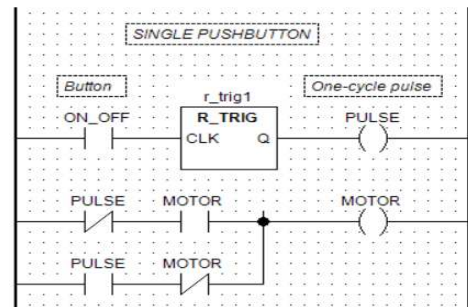 SINGLE PUSHBUTTON
Button
r_trig1
One-cycle pulse
ON_OFF
R_TRIG
PULSE
CLK Q
PULSE MOTOR MOTOR
PULSE MOTOR